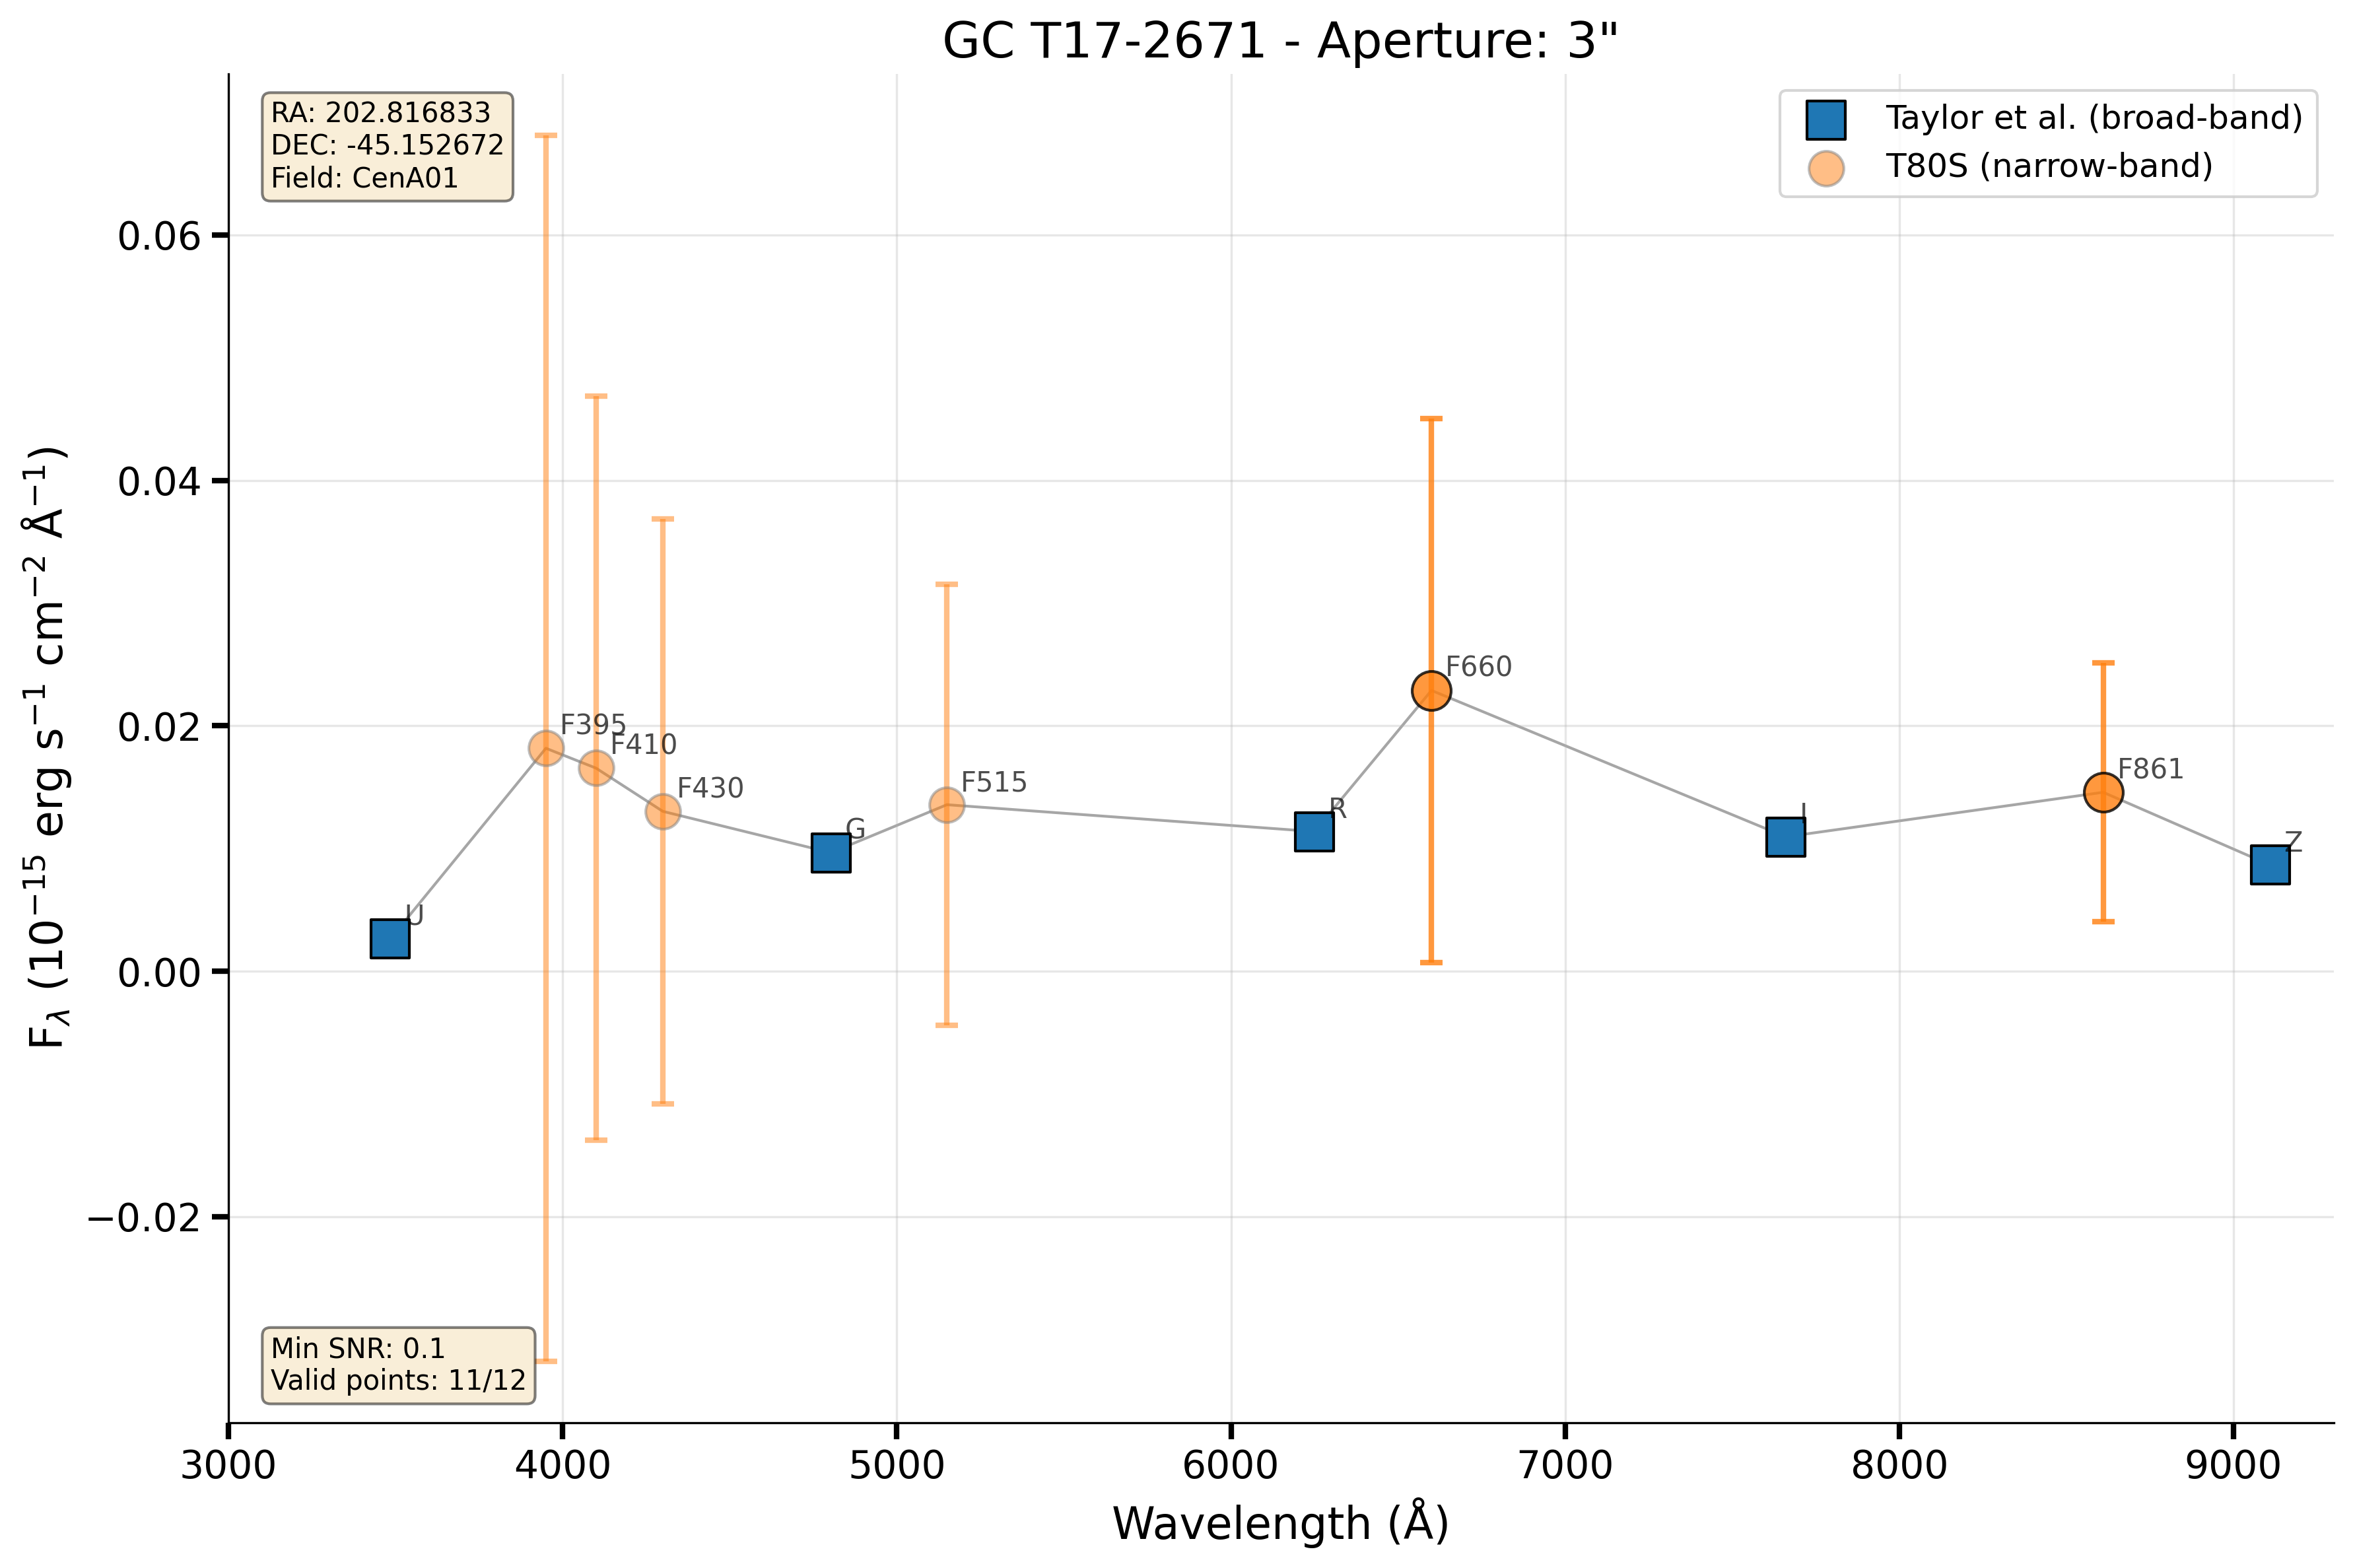 GC T17-2671 - Aperture: 3"
RA: 202.816833
DEC: -45.152672
Field: CenA01
Taylor et al. (broad-band)
T80S (narrow-band)
0.06
0.04
0.02
0.00
−0.02
F_λ (10⁻¹⁵ erg s⁻¹ cm⁻² Å⁻¹)
U
F395
F410
F430
G
F515
R
F660
I
F861
Z
Min SNR: 0.1
Valid points: 11/12
3000 4000 5000 6000 7000 8000 9000
Wavelength (Å)